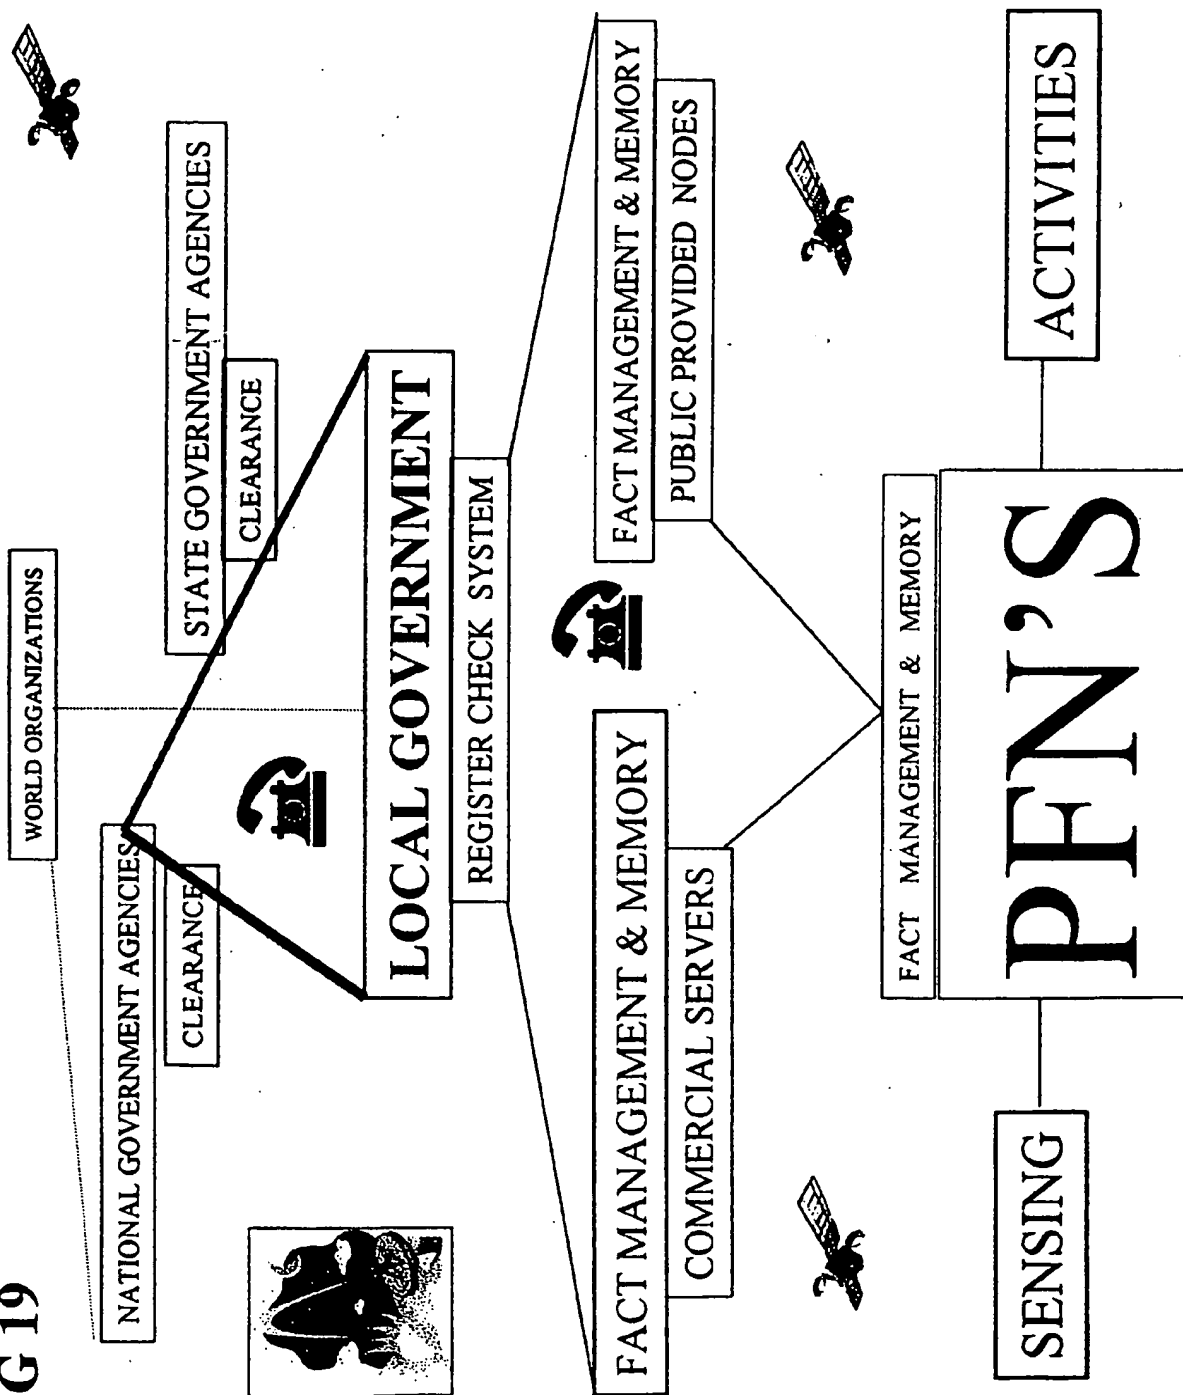 G 19
WORLD ORGANIZATIONS
NATIONAL GOVERNMENT AGENCIES
CLEARANCE
STATE GOVERNMENT AGENCIES
CLEARANCE
LOCAL GOVERNMENT
REGISTER CHECK SYSTEM
FACT MANAGEMENT & MEMORY
COMMERCIAL SERVERS
FACT MANAGEMENT & MEMORY
PUBLIC PROVIDED NODES
FACT MANAGEMENT & MEMORY
SENSING
PFN’S
ACTIVITIES